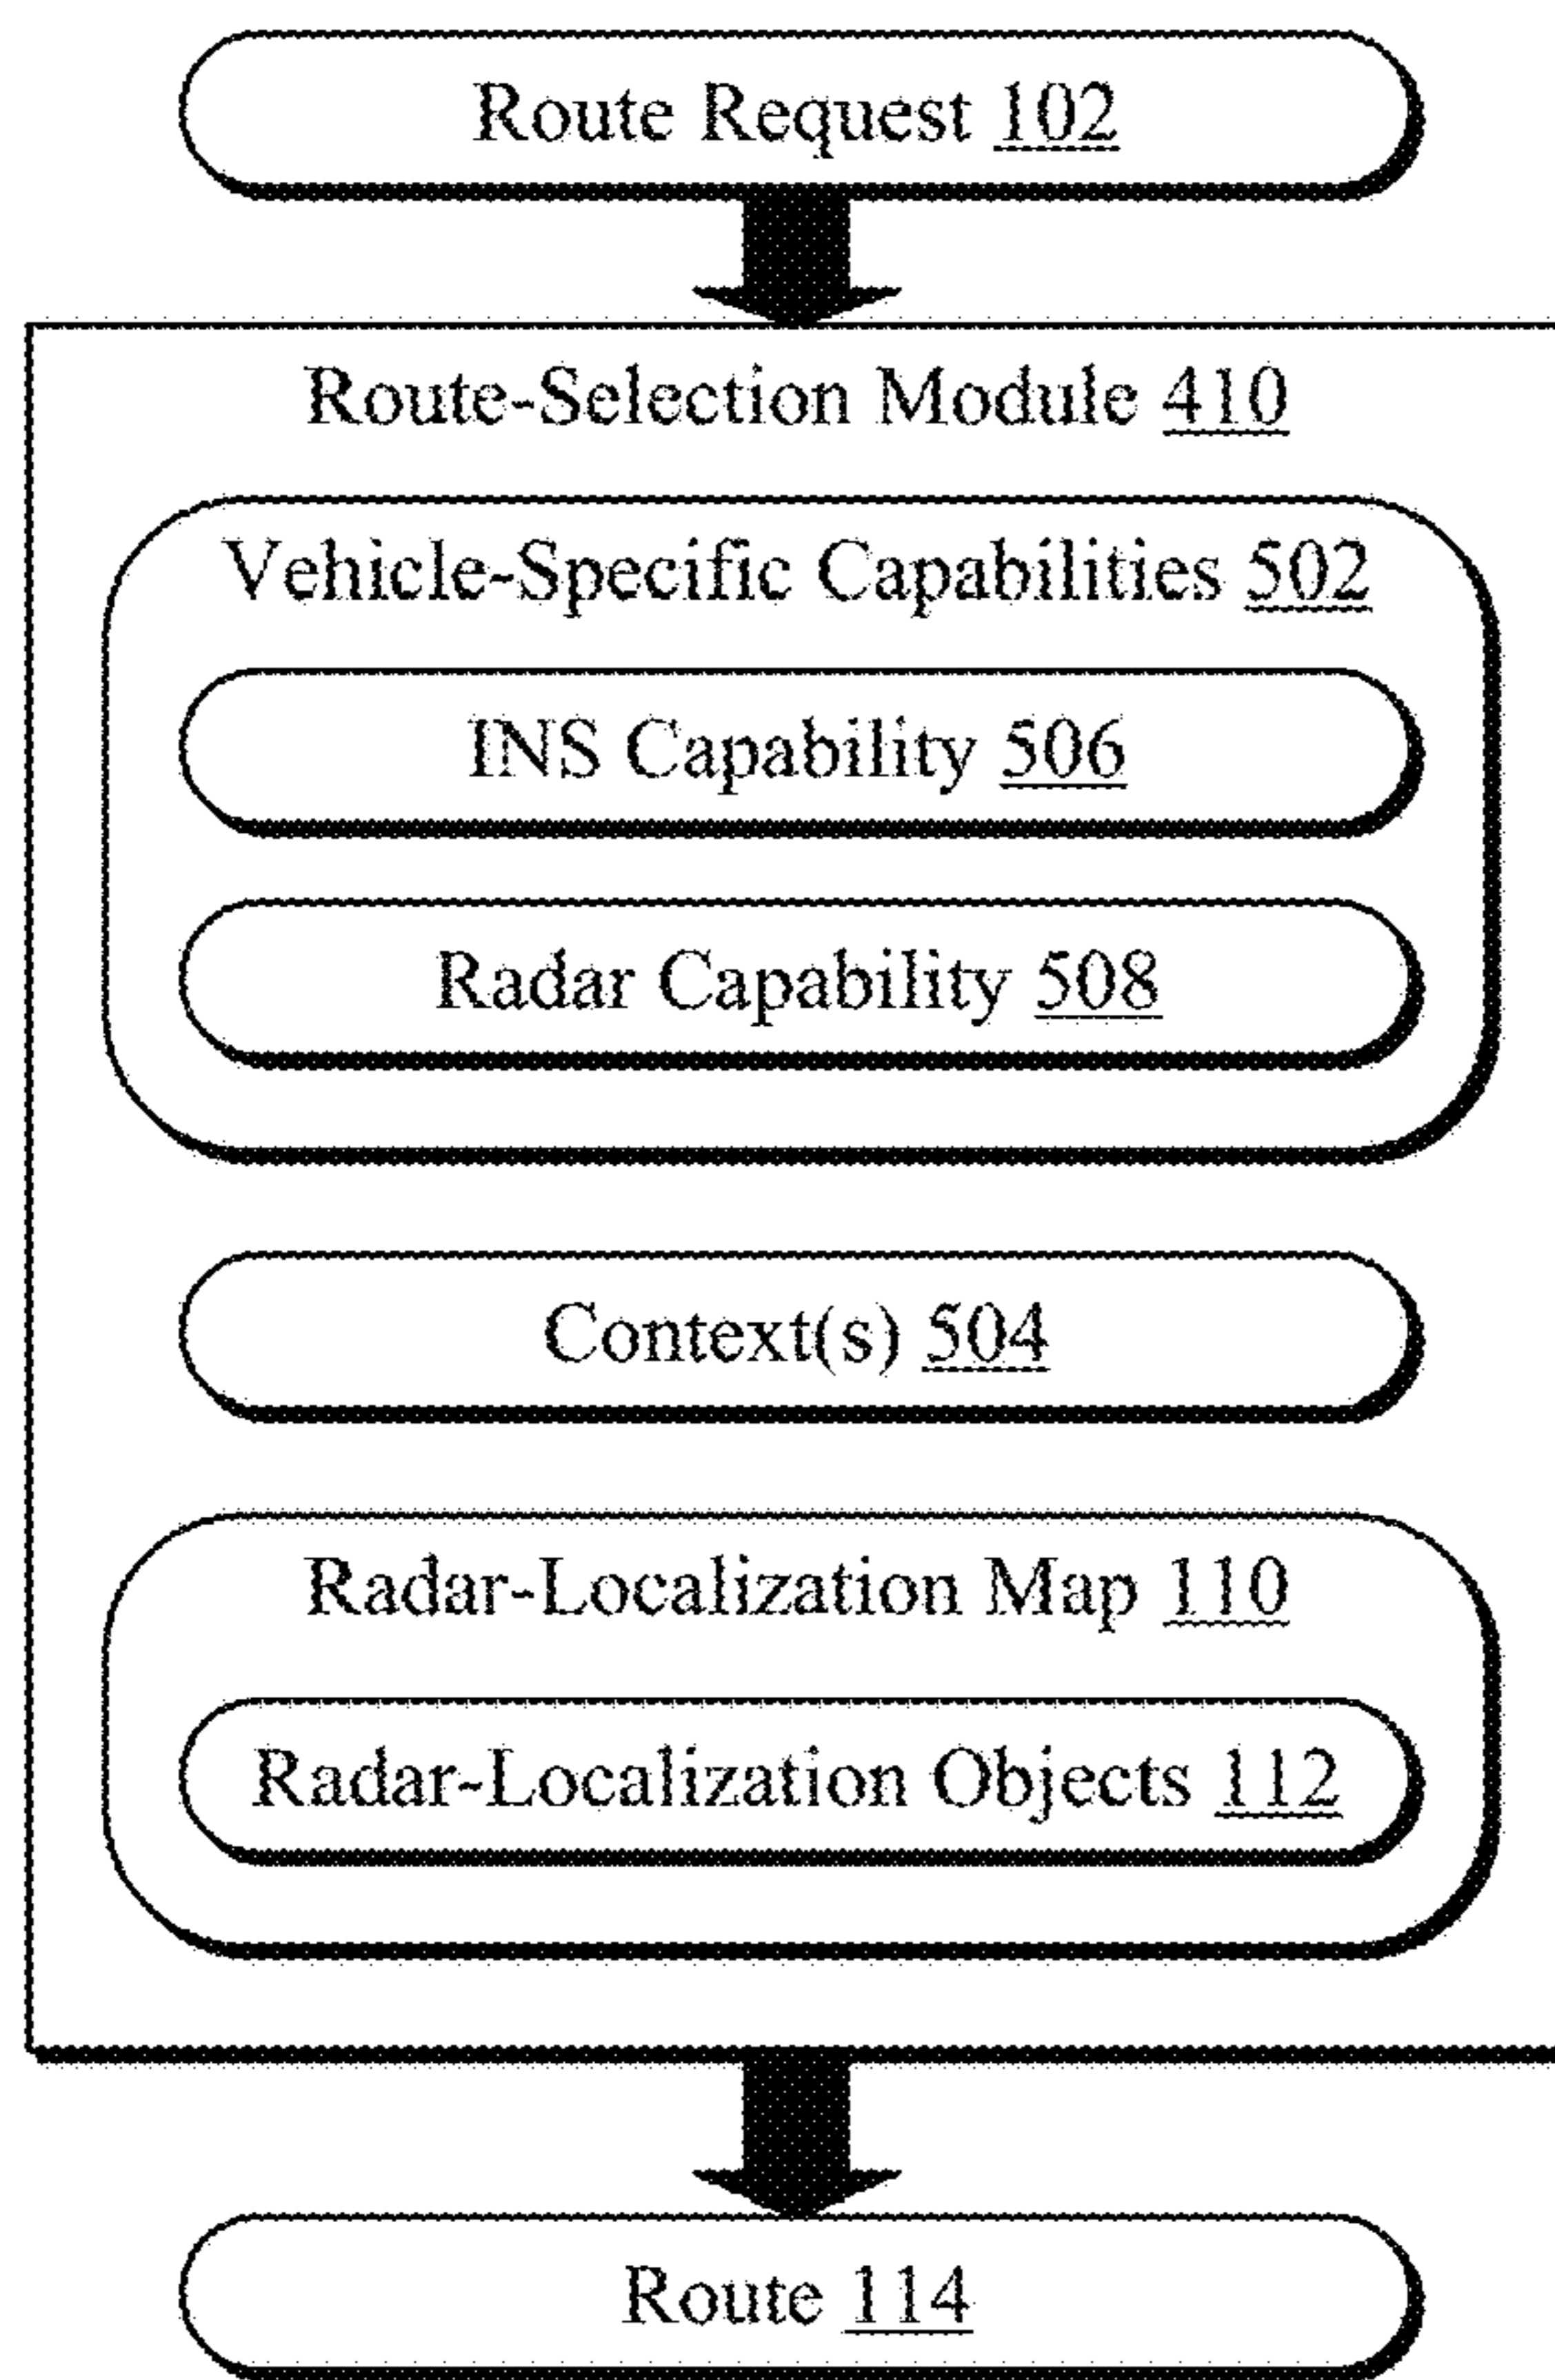 Route Request 102
Route-Selection Module 410
Vehicle-Specific Capabilities 502
INS Capability 506
Radar Capability 508
Context(s) 504
Radar-Localization Map 110
Radar-Localization Objects 112
Route 114